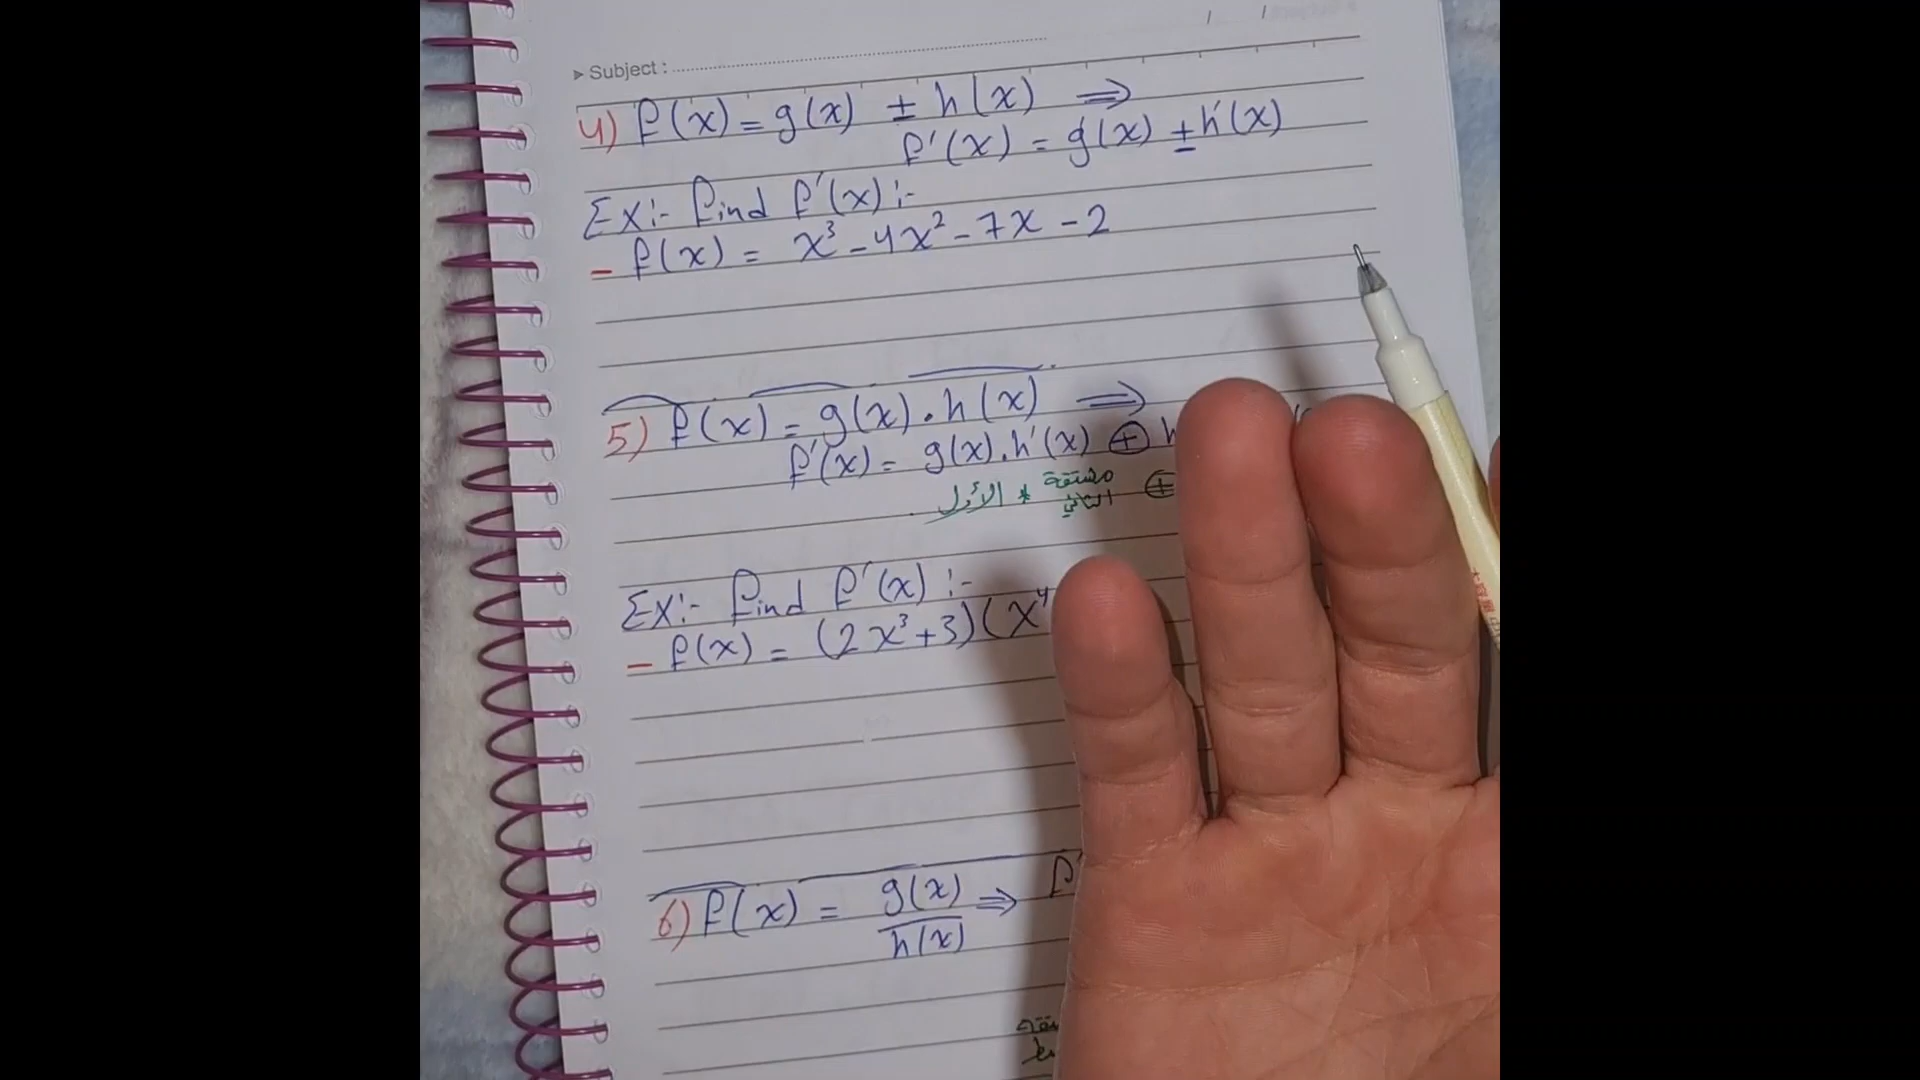 Subject :
4) f(x) = g(x) ± h(x) ⇒
f'(x) = g'(x) ± h'(x)
Ex:- find f'(x) :-
- f(x) = x³ - 4x² - 7x - 2
5) f(x) = g(x) . h(x) ⇒
f'(x) = g(x) . h'(x) ⊕ h
الأول * مشتقة الثاني ⊕
Ex:- find f'(x) :-
- f(x) = (2x³ + 3)(x⁴
6) f(x) = g(x) / h(x) ⇒ f'